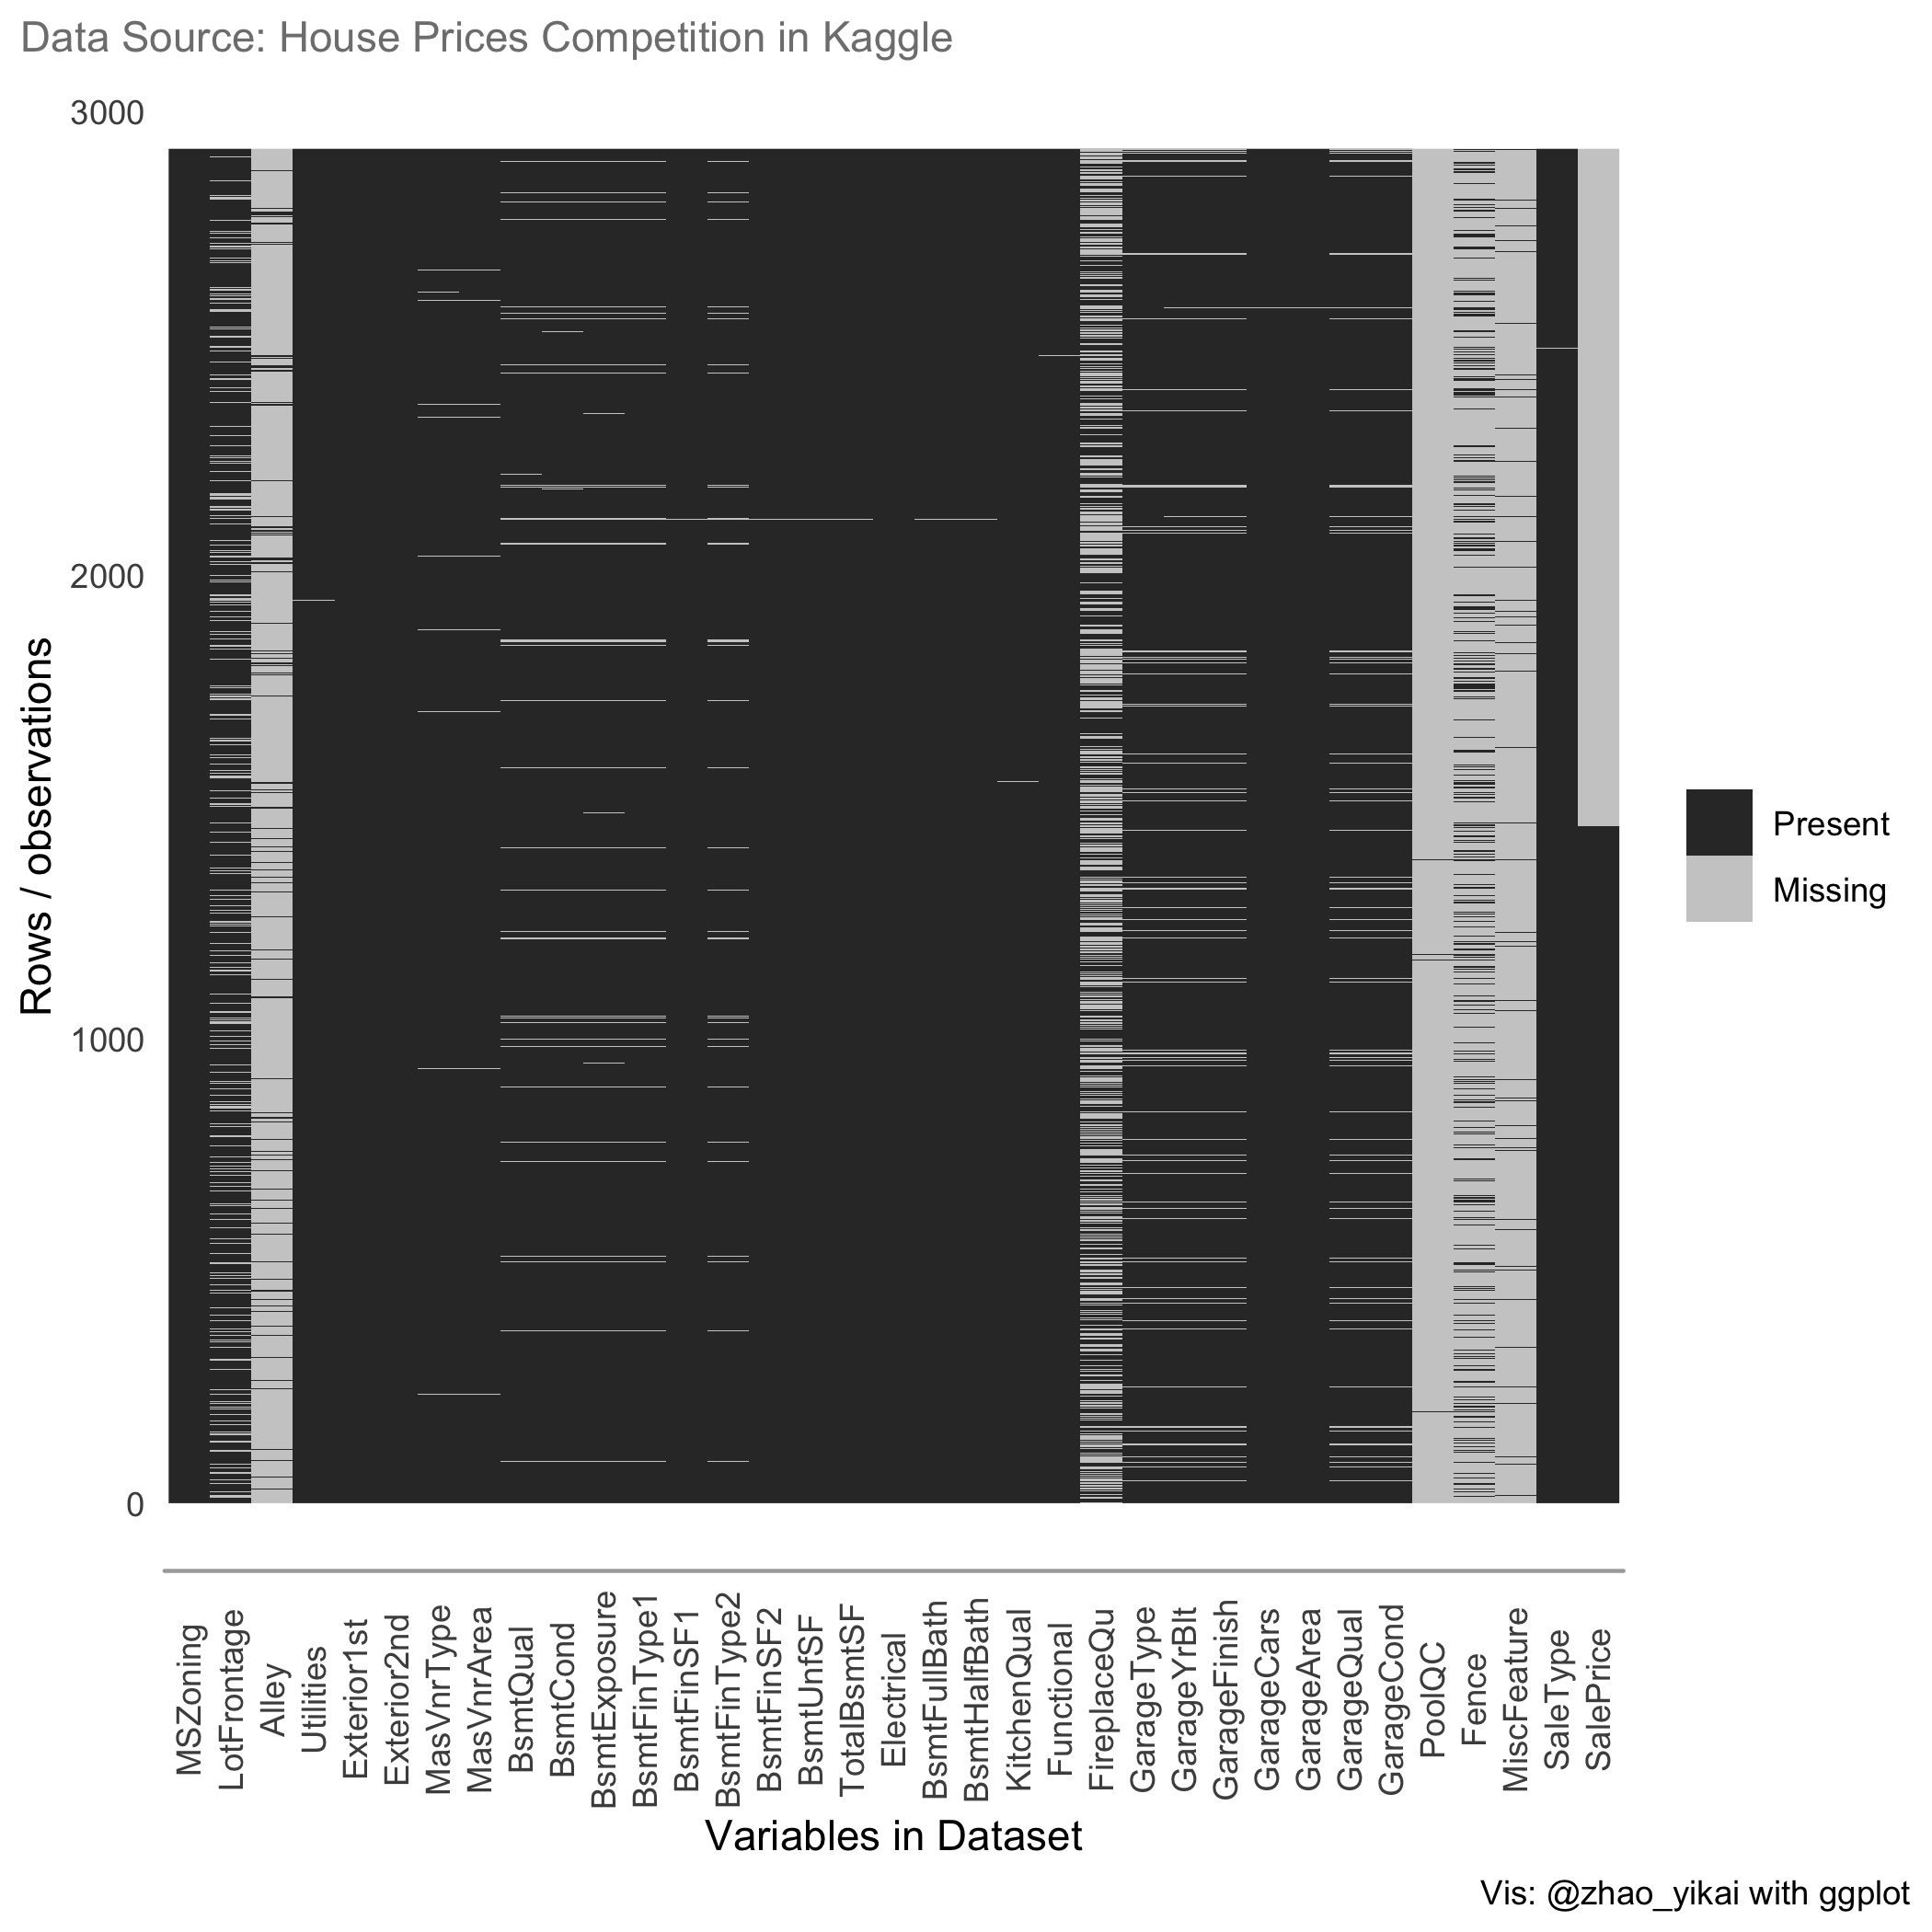 Data Source: House Prices Competition in Kaggle
3000
2000
1000
0
Rows / observations
Present
Missing
MSZoning
LotFrontage
Alley
Utilities
Exterior1st
Exterior2nd
MasVnrType
MasVnrArea
BsmtQual
BsmtCond
BsmtExposure
BsmtFinType1
BsmtFinSF1
BsmtFinType2
BsmtFinSF2
BsmtUnfSF
TotalBsmtSF
Electrical
BsmtFullBath
BsmtHalfBath
KitchenQual
Functional
FireplaceQu
GarageType
GarageYrBlt
GarageFinish
GarageCars
GarageArea
GarageQual
GarageCond
PoolQC
Fence
MiscFeature
SaleType
SalePrice
Variables in Dataset
Vis: @zhao_yikai with ggplot